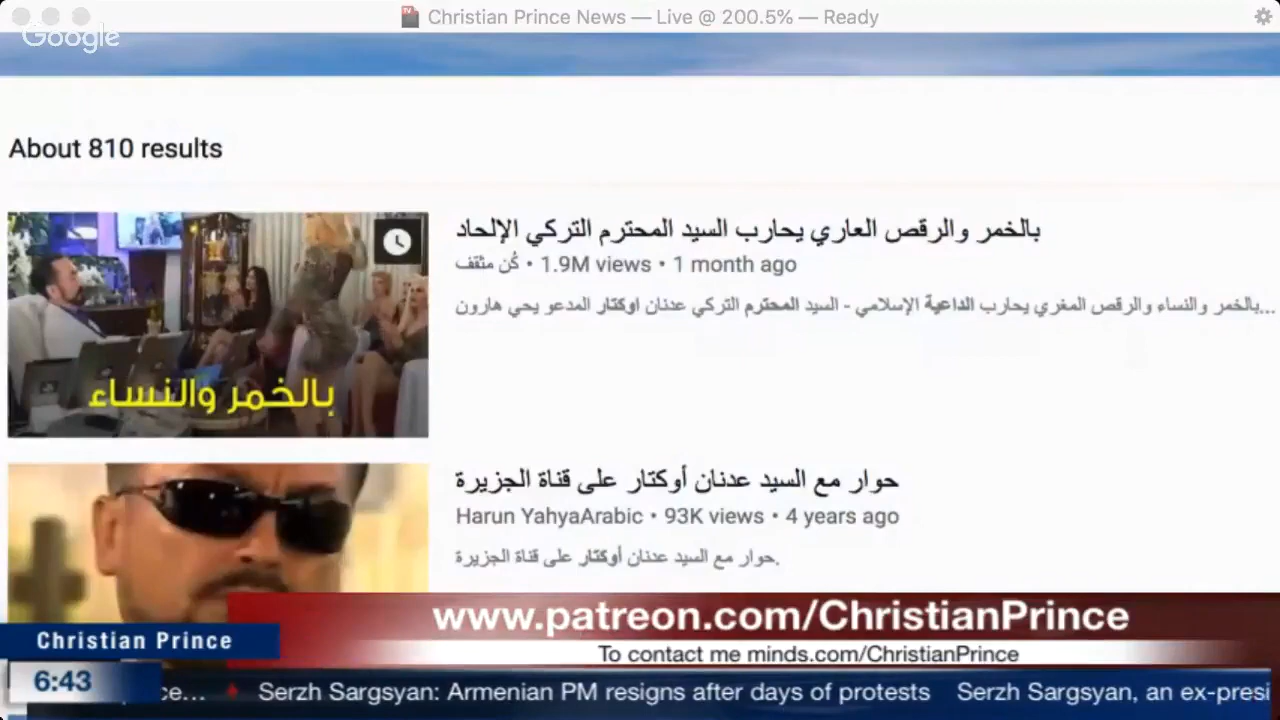 Christian Prince News — Live @ 200.5% — Ready
Google
About 810 results
بالخمر والرقص العاري يحارب السيد المحترم التركي الإلحاد
كُن مثقف • 1.9M views • 1 month ago
بالخمر والنساء والرقص المغري يحارب الداعية الإسلامي - السيد المحترم التركي عدنان اوكتار المدعو يحي هارون...
بالخمر والنساء
حوار مع السيد عدنان أوكتار على قناة الجزيرة
Harun YahyaArabic • 93K views • 4 years ago
حوار مع السيد عدنان أوكتار على قناة الجزيرة.
www.patreon.com/ChristianPrince
Christian Prince
To contact me minds.com/ChristianPrince
6:43
ce... Serzh Sargsyan: Armenian PM resigns after days of protests Serzh Sargsyan, an ex-presi